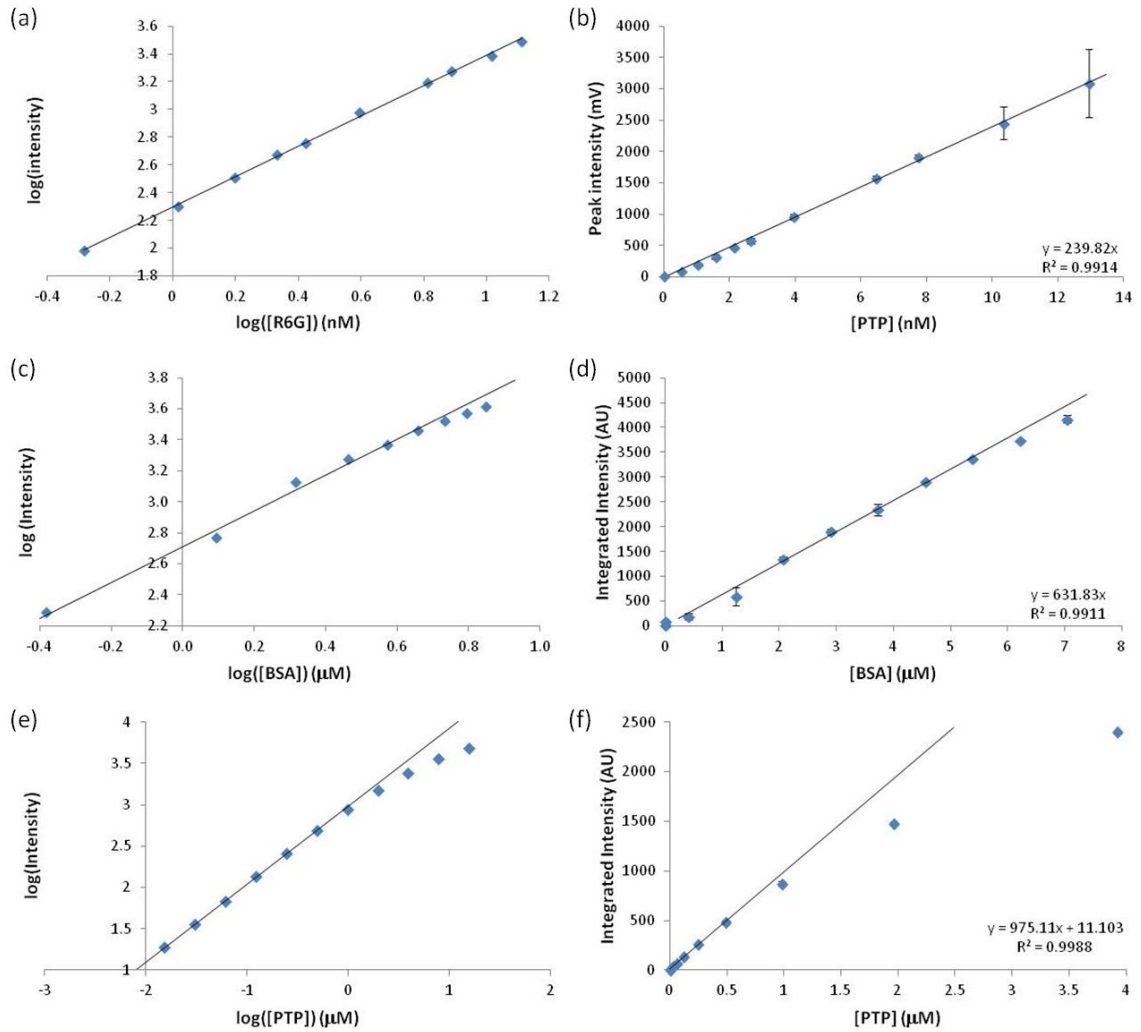 (a)
3.6
3.4
3.2
3
2.8
2.6
2.4
2.2
2
1.8
log(intensity)
-0.4 -0.2 0 0.2 0.4 0.6 0.8 1 1.2
log([R6G]) (nM)
(b)
4000
3500
3000
2500
2000
1500
1000
500
0
Peak intensity (mV)
y = 239.82x
R² = 0.9914
0 2 4 6 8 10 12 14
[PTP] (nM)
(c)
3.8
3.6
3.4
3.2
3.0
2.8
2.6
2.4
2.2
log (Intensity)
-0.4 -0.2 0.0 0.2 0.4 0.6 0.8 1.0
log([BSA]) (µM)
(d)
5000
4500
4000
3500
3000
2500
2000
1500
1000
500
0
Integrated Intensity (AU)
y = 631.83x
R² = 0.9911
0 1 2 3 4 5 6 7 8
[BSA] (µM)
(e)
4
3.5
3
2.5
2
1.5
1
log(Intensity)
-3 -2 -1 0 1 2
log([PTP]) (µM)
(f)
2500
2000
1500
1000
500
0
Integrated Intensity (AU)
y = 975.11x + 11.103
R² = 0.9988
0 0.5 1 1.5 2 2.5 3 3.5 4
[PTP] (µM)